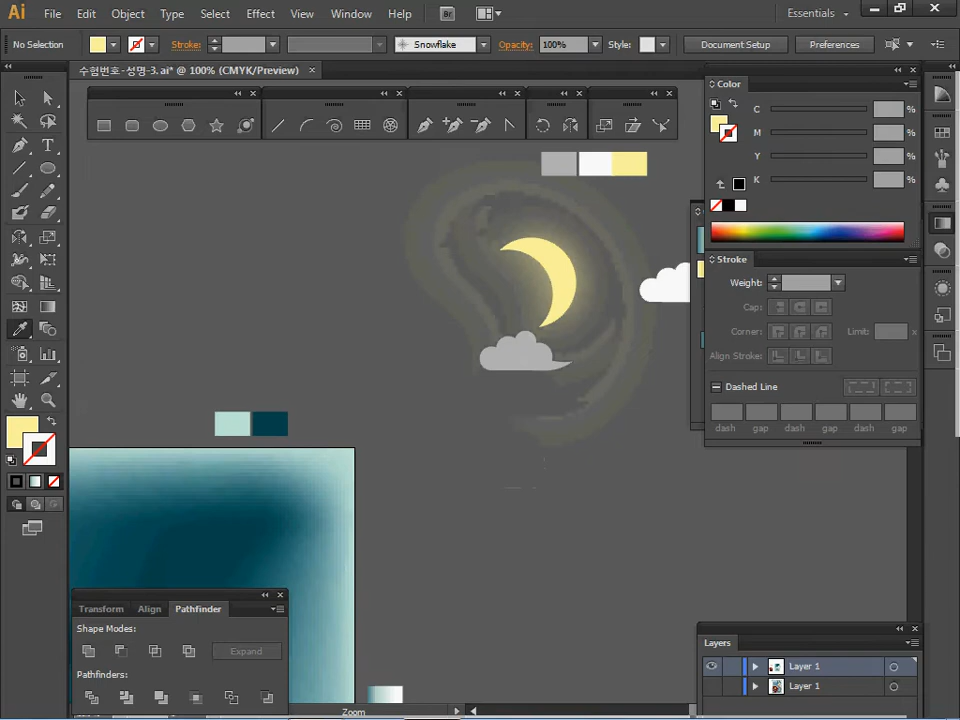 Ai File Edit Object Type Select Effect View Window Help Br Essentials
No Selection Stroke: Snowflake Opacity: 100% Style: Document Setup Preferences
수험번호-성명-3.ai* @ 100% (CMYK/Preview)
Color
C %
M %
Y %
K %
Stroke
Weight:
Cap:
Corner: Limit: x
Align Stroke:
Dashed Line
dash gap dash gap dash gap
Transform Align Pathfinder
Shape Modes:
Expand
Pathfinders:
Layers
Layer 1
Layer 1
Zoom